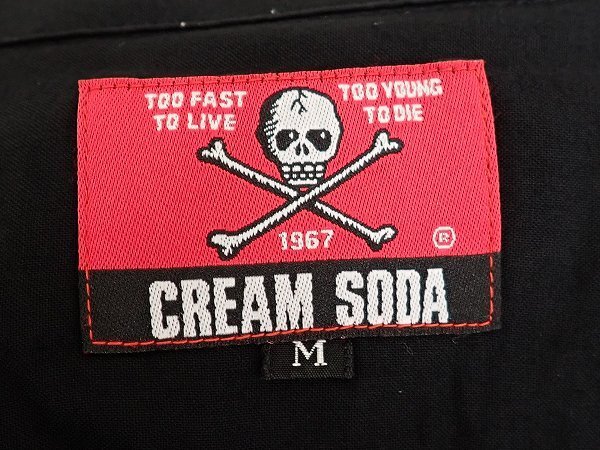 TOO FAST
TO LIVE
TOO YOUNG
TO DIE
1967 ®
CREAM SODA
M